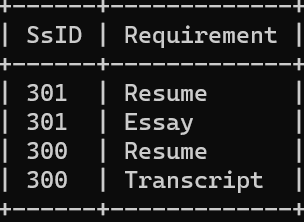 SsID | Requirement
301 | Resume
301 | Essay
300 | Resume
300 | Transcript